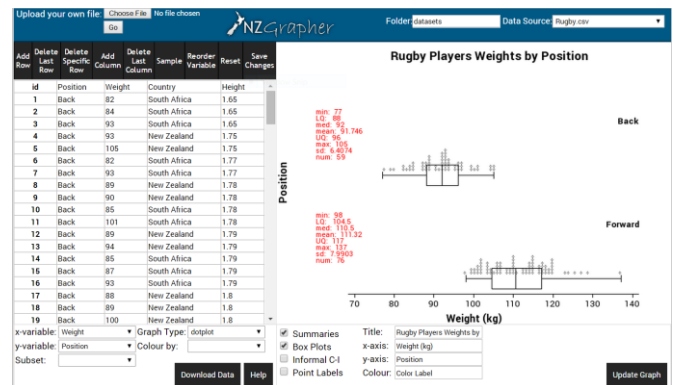 Upload your own file: Choose File No file chosen
Go
NZGrapher
Folder: datasets
Data Source: Rugby.csv
Add Row
Delete Last Row
Delete Specific Row
Add Column
Delete Last Column
Sample
Reorder Variable
Reset
Save Changes
id Position Weight Country Height
1 Back 82 South Africa 1.65
2 Back 84 South Africa 1.65
3 Back 93 South Africa 1.65
4 Back 93 New Zealand 1.75
5 Back 105 New Zealand 1.75
6 Back 82 South Africa 1.77
7 Back 93 South Africa 1.77
8 Back 89 New Zealand 1.78
9 Back 90 New Zealand 1.78
10 Back 85 South Africa 1.78
11 Back 101 South Africa 1.78
12 Back 89 New Zealand 1.79
13 Back 94 New Zealand 1.79
14 Back 85 South Africa 1.79
15 Back 87 South Africa 1.79
16 Back 93 South Africa 1.79
17 Back 88 New Zealand 1.8
18 Back 89 New Zealand 1.8
19 Back 100 New Zealand 1.8
Rugby Players Weights by Position
min: 77
LQ: 88
med: 92
mean: 91.746
UQ: 96
max: 105
sd: 6.4074
num: 59
Back
Position
min: 98
LQ: 104.5
med: 110.5
mean: 111.32
UQ: 117
max: 137
sd: 7.9903
num: 76
Forward
70 80 90 100 110 120 130 140
Weight (kg)
x-variable: Weight Graph Type: dotplot
y-variable: Position Colour by:
Subset:
Download Data Help
Summaries
Box Plots
Informal C-I
Point Labels
Title: Rugby Players Weights by
x-axis: Weight (kg)
y-axis: Position
Colour: Color Label
Update Graph